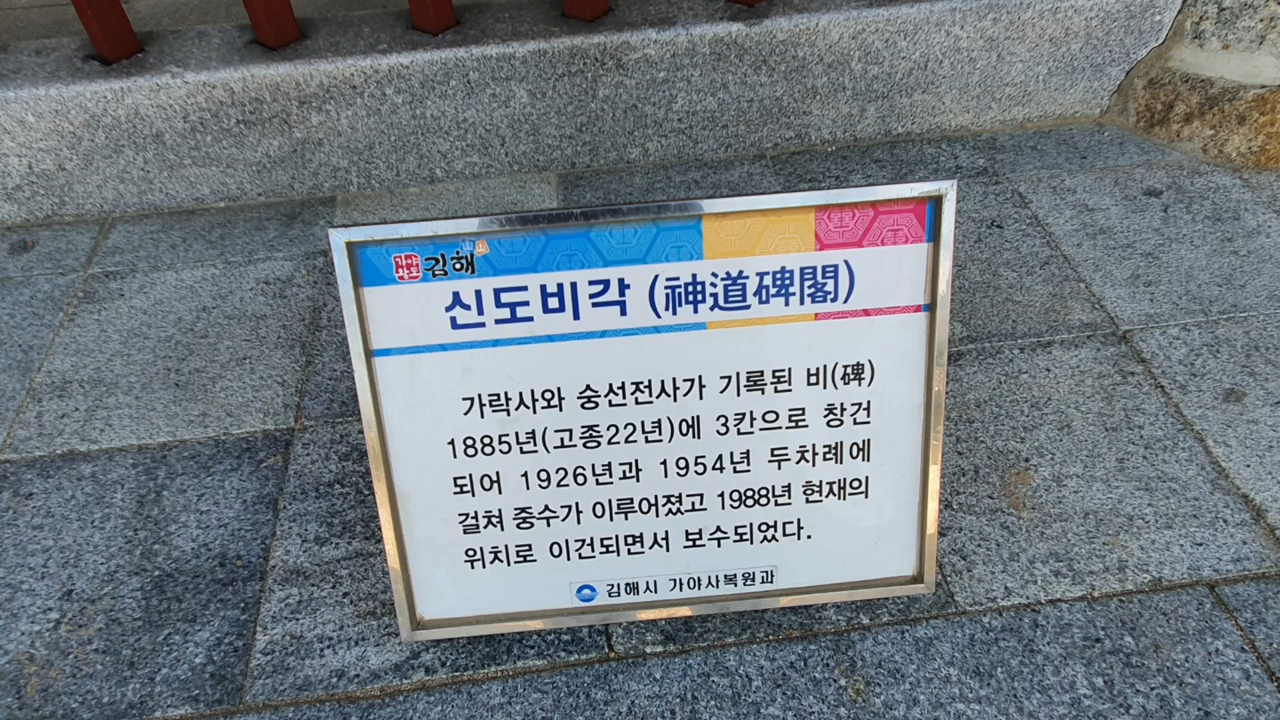 가야
왕도
김해
신도비각 (神道碑閣)
가락사와 숭선전사가 기록된 비(碑)
1885년(고종22년)에 3칸으로 창건
되어 1926년과 1954년 두차례에
걸쳐 중수가 이루어졌고 1988년 현재의
위치로 이건되면서 보수되었다.
김해시 가야사복원과